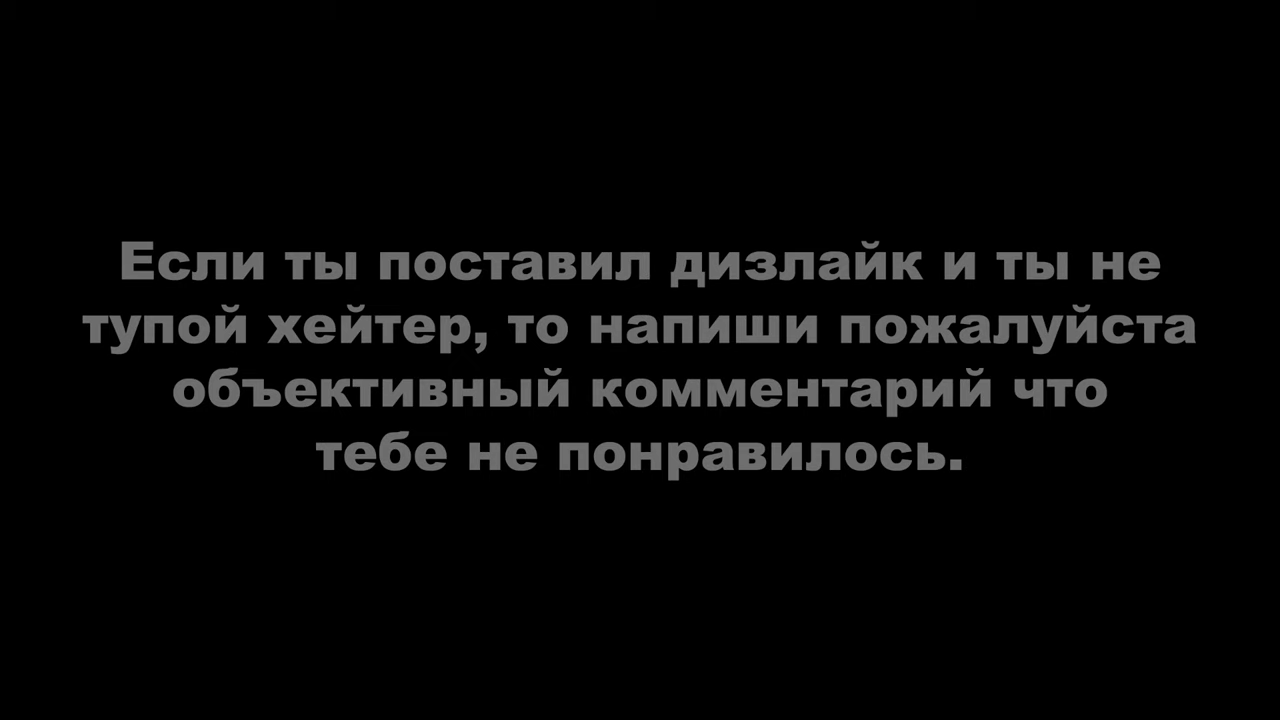 Если ты поставил дизлайк и ты не
тупой хейтер, то напиши пожалуйста
объективный комментарий что
тебе не понравилось.